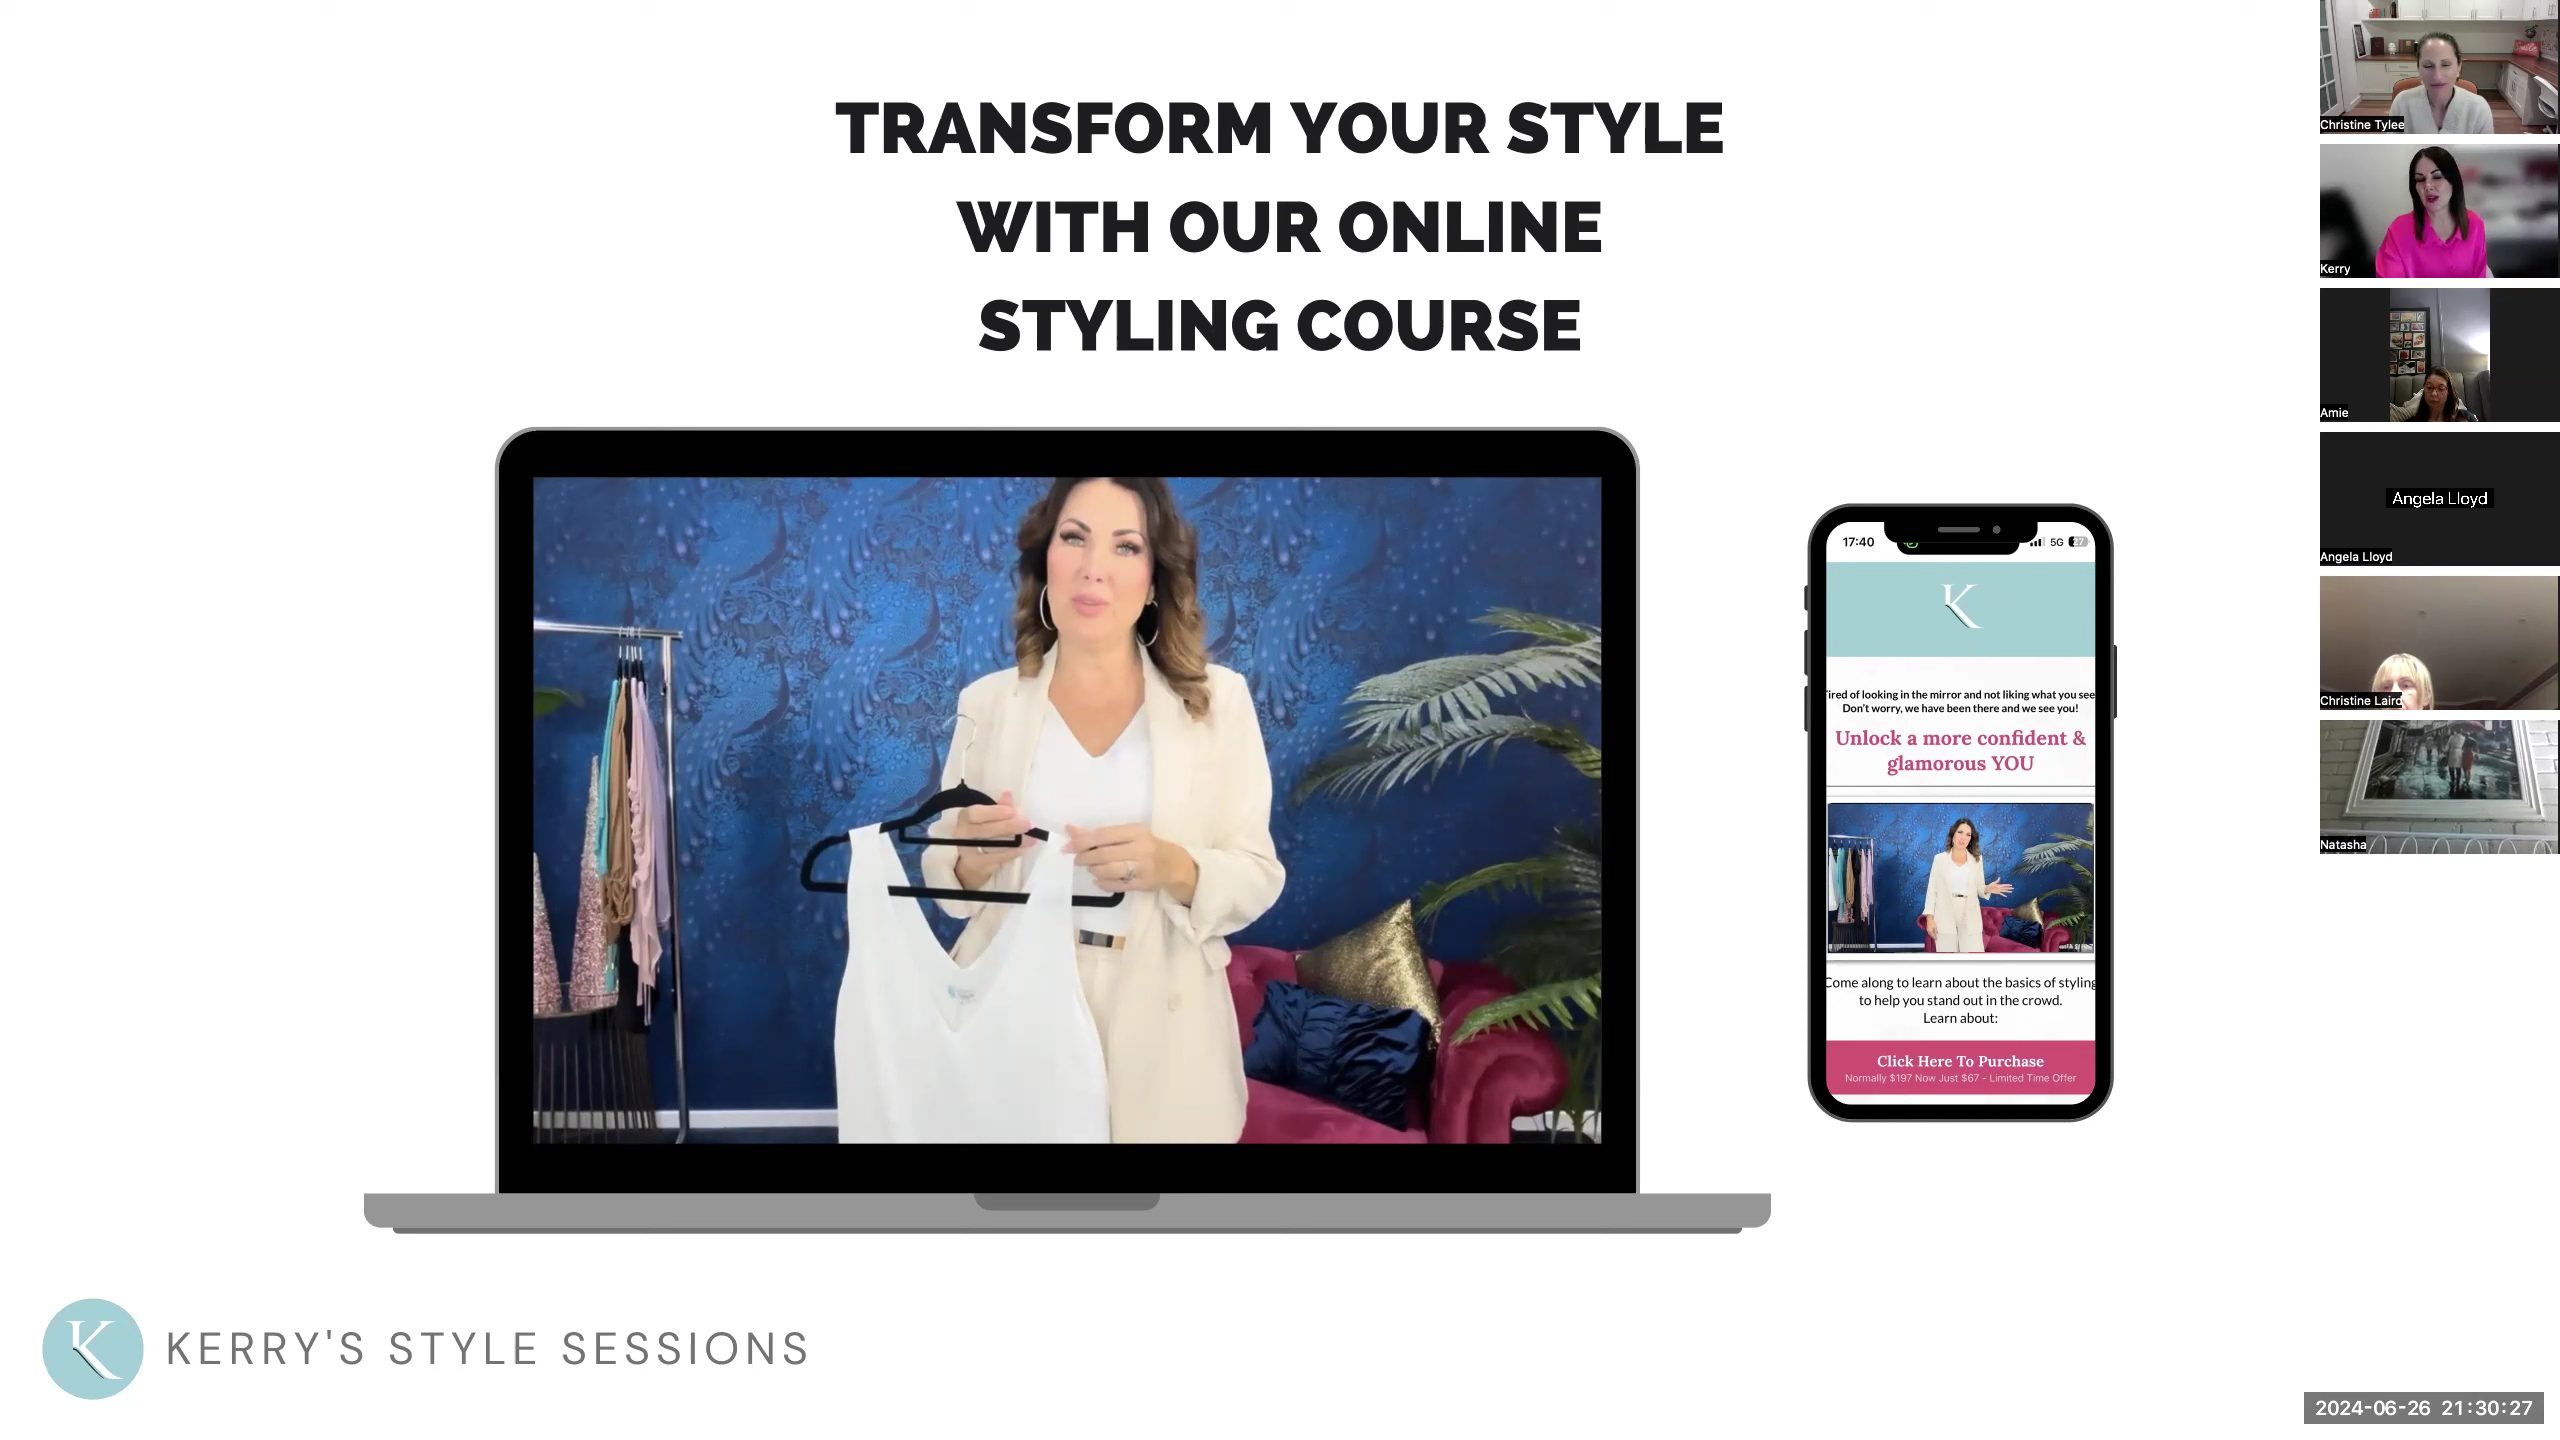 TRANSFORM YOUR STYLE
WITH OUR ONLINE
STYLING COURSE
17:40
5G
27
K
ired of looking in the mirror and not liking what you see
Don't worry, we have been there and we see you!
Unlock a more confident &
glamorous YOU
Come along to learn about the basics of styling
to help you stand out in the crowd.
Learn about:
Click Here To Purchase
Normally $197 Now Just $67 - Limited Time Offer
K
KERRY'S STYLE SESSIONS
Christine Tylee
Kerry
Amie
Angela Lloyd
Angela Lloyd
Christine Laird
Natasha
2024-06-26 21:30:27